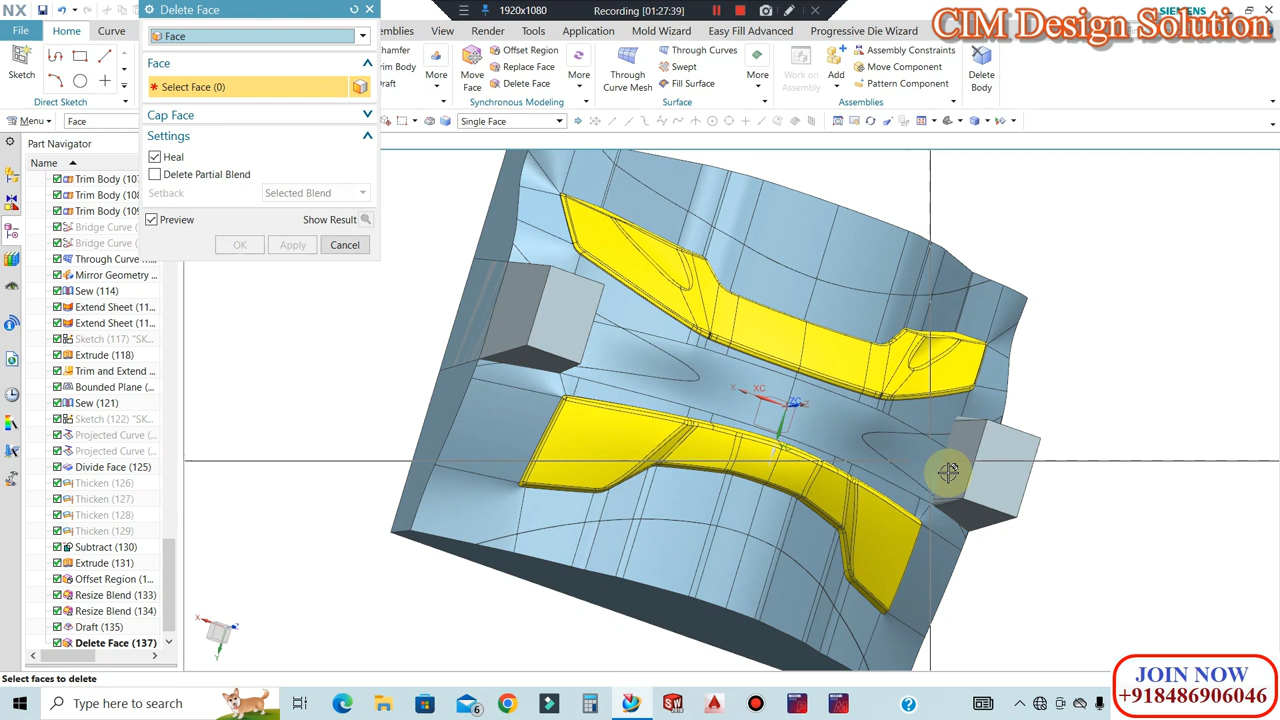 NX
1920x1080
Recording [01:27:39]
SIEMENS
CIM Design Solution
File
Home
Curve
View
Render
Tools
Application
Mold Wizard
Easy Fill Advanced
Progressive Die Wizard
Delete Face
Face
Face
* Select Face (0)
Cap Face
Settings
Heal
Delete Partial Blend
Setback
Selected Blend
Preview
Show Result
OK
Apply
Cancel
Sketch
Direct Sketch
More
Move
Face
Offset Region
Replace Face
Delete Face
More
Synchronous Modeling
Through
Curve Mesh
Through Curves
Swept
Fill Surface
More
Surface
Work on
Assembly
Add
Assembly Constraints
Move Component
Pattern Component
Assemblies
Delete
Body
Menu
Face
Single Face
Part Navigator
Name
Trim Body (107
Trim Body (108
Trim Body (109
Bridge Curve (
Bridge Curve (
Through Curve M
Mirror Geometry ...
Sew (114)
Extend Sheet (11...
Extend Sheet (11...
Sketch (117) "SK...
Extrude (118)
Trim and Extend ...
Bounded Plane (...
Sew (121)
Sketch (122) "SK...
Projected Curve (...
Projected Curve (...
Divide Face (125)
Thicken (126)
Thicken (127)
Thicken (128)
Thicken (129)
Subtract (130)
Extrude (131)
Offset Region (1...
Resize Blend (133)
Resize Blend (134)
Draft (135)
Delete Face (137)
X
XC
ZC
Z
X
Z
Y
Select faces to delete
Type here to search
6
JOIN NOW
+918486906046